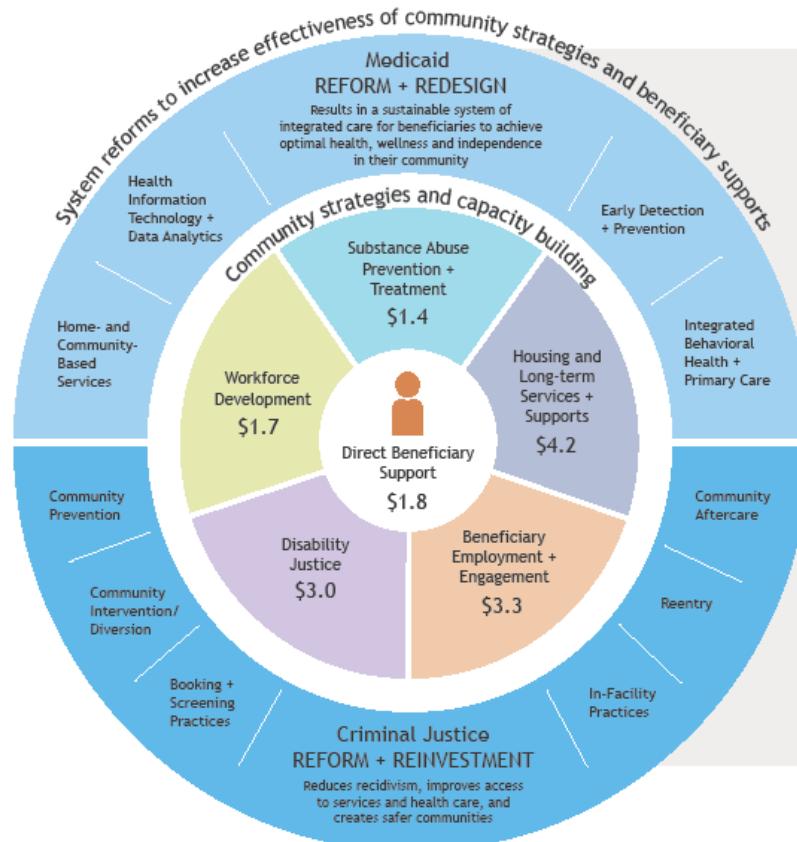 System reforms to increase effectiveness of community strategies and beneficiary supports
Medicaid
REFORM + REDESIGN
Results in a sustainable system of
integrated care for beneficiaries to achieve
optimal health, wellness and independence
in their community
Health
Information
Technology +
Data Analytics
Early Detection
+ Prevention
Home- and
Community-
Based
Services
Integrated
Behavioral
Health +
Primary Care
Community strategies and capacity building
Substance Abuse
Prevention +
Treatment
$1.4
Workforce
Development
$1.7
Housing and
Long-term
Services +
Supports
$4.2
Direct Beneficiary
Support
$1.8
Disability
Justice
$3.0
Beneficiary
Employment +
Engagement
$3.3
Community
Prevention
Community
Aftercare
Community
Intervention/
Diversion
Reentry
Booking +
Screening
Practices
In-Facility
Practices
Criminal Justice
REFORM + REINVESTMENT
Reduces recidivism, improves access
to services and health care, and
creates safer communities